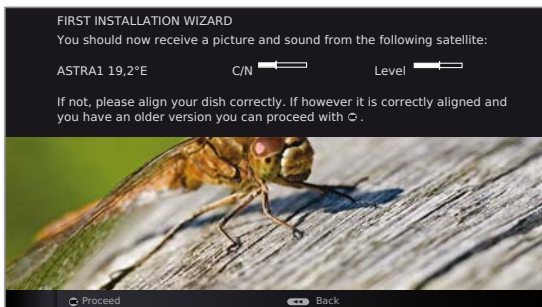 FIRST INSTALLATION WIZARD
You should now receive a picture and sound from the following satellite:
ASTRA1 19,2°E C/N Level
If not, please align your dish correctly. If however it is correctly aligned and
you have an older version you can proceed with OK.
OK Proceed Back